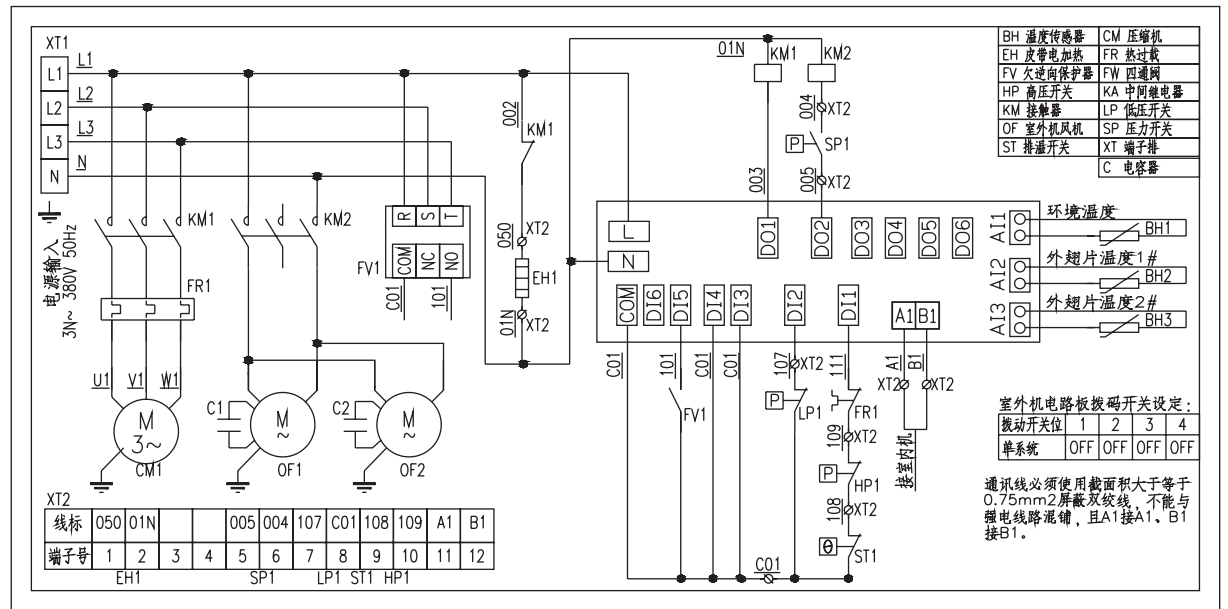 XT1
L1 L1
L2 L2
L3 L3
N N
电源输入
3N~ 380V 50Hz
KM1
KM2
FR1
U1 V1 W1
M
3~
CM1
C1
M
~
OF1
C2
M
~
OF2
R S T
FV1
COM NC NO
C01 101
002
KM1
050
XT2
EH1
01N
XT2
01N
KM1
KM2
004
XT2
P
SP1
003
005
XT2
L
N
DO1 DO2 DO3 DO4 DO5 DO6
COM DI6 DI5 DI4 DI3 DI2 DI1
A1 B1
AI1
AI2
AI3
环境温度
BH1
外翅片温度1#
BH2
外翅片温度2#
BH3
C01 101 C01 C01 107 XT2 111 A1 B1
XT2 XT2
FV1
P
LP1
FR1
109
XT2
P
HP1
108
XT2
θ
ST1
C01
接室内机
BH 温度传感器 CM 压缩机
EH 皮带电加热 FR 热过载
FV 欠逆向保护器 FW 四通阀
HP 高压开关 KA 中间继电器
KM 接触器 LP 低压开关
OF 室外机风机 SP 压力开关
ST 排温开关 XT 端子排
C 电容器
室外机电路板拨码开关设定:
拨动开关位 1 2 3 4
单系统 OFF OFF OFF OFF
通讯线必须使用截面积大于等于
0.75mm2屏蔽双绞线，不能与
强电线路混铺，且A1接A1、B1
接B1。
XT2
线标 050 01N 005 004 107 C01 108 109 A1 B1
端子号 1 2 3 4 5 6 7 8 9 10 11 12
EH1 SP1 LP1 ST1 HP1